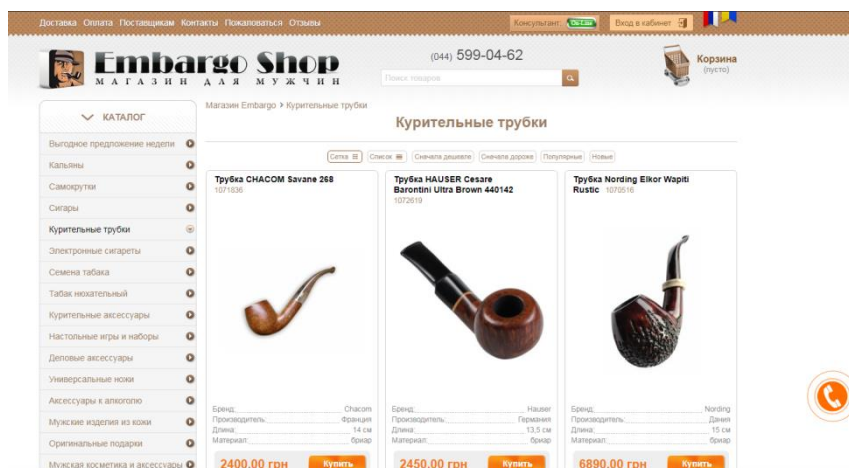 Доставка Оплата Поставщикам Контакты Пожаловаться Отзывы
Консультант: On-Line Вход в кабинет
Embargo Shop
МАГАЗИН ДЛЯ МУЖЧИН
(044) 599-04-62
Поиск товаров
Корзина
(пусто)
КАТАЛОГ
Выгодное предложение недели
Кальяны
Самокрутки
Сигары
Курительные трубки
Электронные сигареты
Семена табака
Табак нюхательный
Курительные аксессуары
Настольные игры и наборы
Деловые аксессуары
Универсальные ножи
Аксессуары к алкоголю
Мужские изделия из кожи
Оригинальные подарки
Мужская косметика и аксессуары
Магазин Embargo > Курительные трубки
Курительные трубки
Сетка Список Сначала дешевле Сначала дороже Популярные Новые
Трубка CHACOM Savane 268
1071836
Бренд: Chacom
Производитель: Франция
Длина: 14 см
Материал: бриар
2400.00 грн Купить
Трубка HAUSER Cesare
Barontini Ultra Brown 440142
1072619
Бренд: Hauser
Производитель: Германия
Длина: 13,5 см
Материал: бриар
2450.00 грн Купить
Трубка Nording Elkor Wapiti
Rustic 1070516
Бренд: Nording
Производитель: Дания
Длина: 15 см
Материал: бриар
6890.00 грн Купить